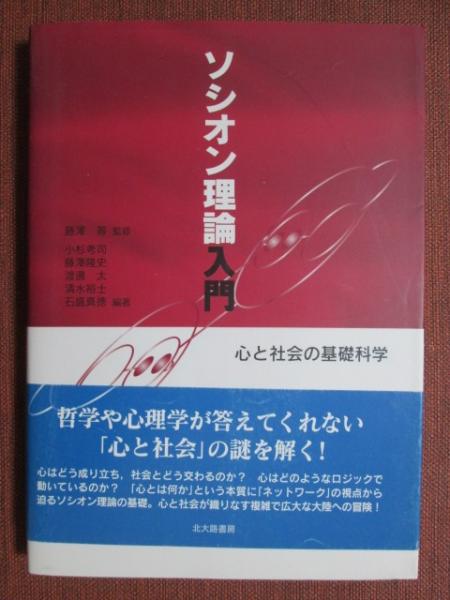 ソシオン理論入門
藤澤 等 監修
小杉考司
藤澤隆史
渡邊 太
清水裕士
石盛真徳 編著
心と社会の基礎科学
哲学や心理学が答えてくれない
「心と社会」の謎を解く!
心はどう成り立ち,社会とどう交わるのか? 心はどのようなロジックで
動いているのか? 「心とは何か」という本質に「ネットワーク」の視点から
迫るソシオン理論の基礎。心と社会が織りなす複雑で広大な大陸への冒険!
北大路書房